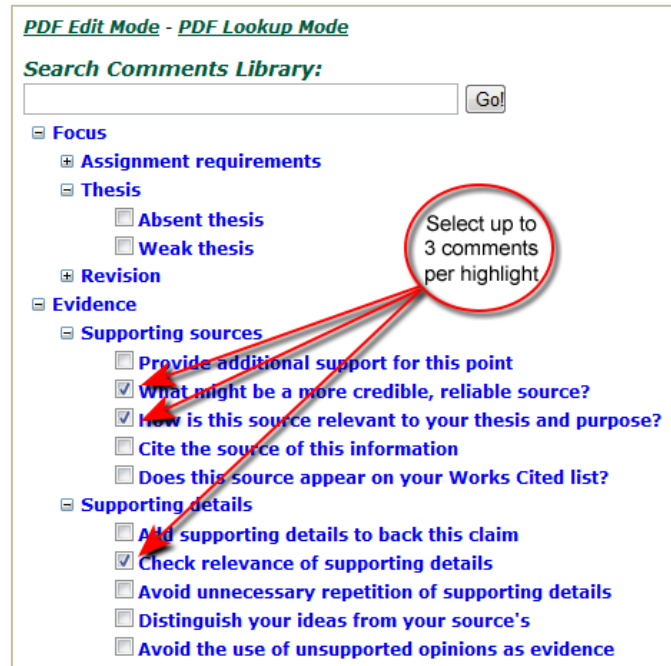 PDF Edit Mode - PDF Lookup Mode
Search Comments Library:
Go!
Focus
Assignment requirements
Thesis
Absent thesis
Weak thesis
Revision
Select up to
3 comments
per highlight
Evidence
Supporting sources
Provide additional support for this point
What might be a more credible, reliable source?
How is this source relevant to your thesis and purpose?
Cite the source of this information
Does this source appear on your Works Cited list?
Supporting details
Add supporting details to back this claim
Check relevance of supporting details
Avoid unnecessary repetition of supporting details
Distinguish your ideas from your source's
Avoid the use of unsupported opinions as evidence